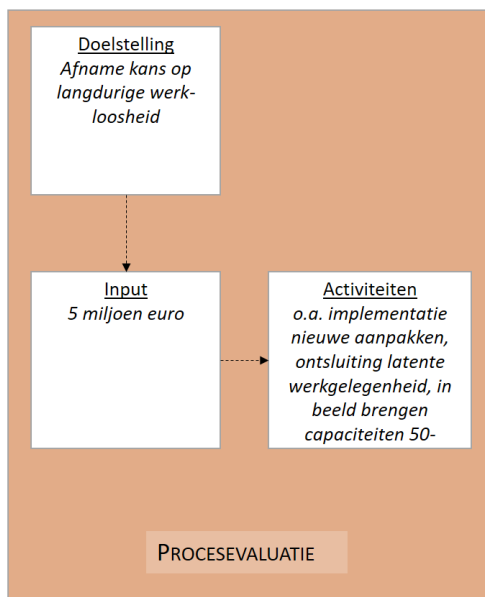 Doelstelling
Afname kans op
langdurige werk-
loosheid
Input
5 miljoen euro
Activiteiten
o.a. implementatie
nieuwe aanpakken,
ontsluiting latente
werkgelegenheid, in
beeld brengen
capaciteiten 50-
PROCESEVALUATIE